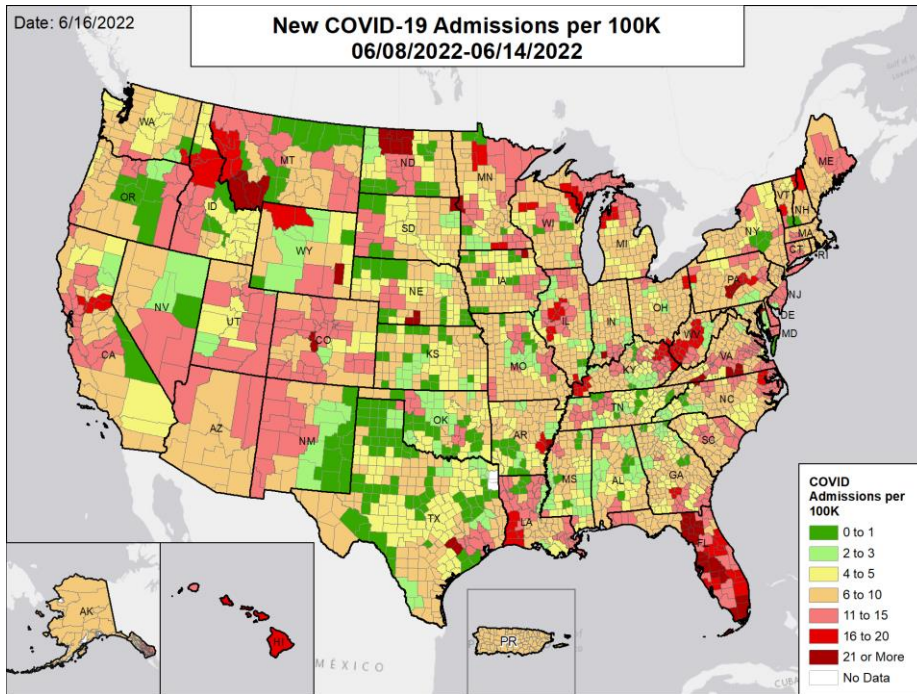 Date: 6/16/2022
New COVID-19 Admissions per 100K
06/08/2022-06/14/2022
WA
MT
ND
MN
ME
OR
ID
WY
SD
WI
MI
NY
VT
NH
MA
CT
RI
NV
UT
CO
NE
IA
IL
IN
OH
PA
NJ
DE
MD
CA
KS
MO
KY
WV
VA
AZ
NM
OK
AR
TN
NC
SC
TX
LA
MS
AL
GA
FL
AK
HI
PR
MÉXICO
CUBA
COVID
Admissions per
100K
0 to 1
2 to 3
4 to 5
6 to 10
11 to 15
16 to 20
21 or More
No Data